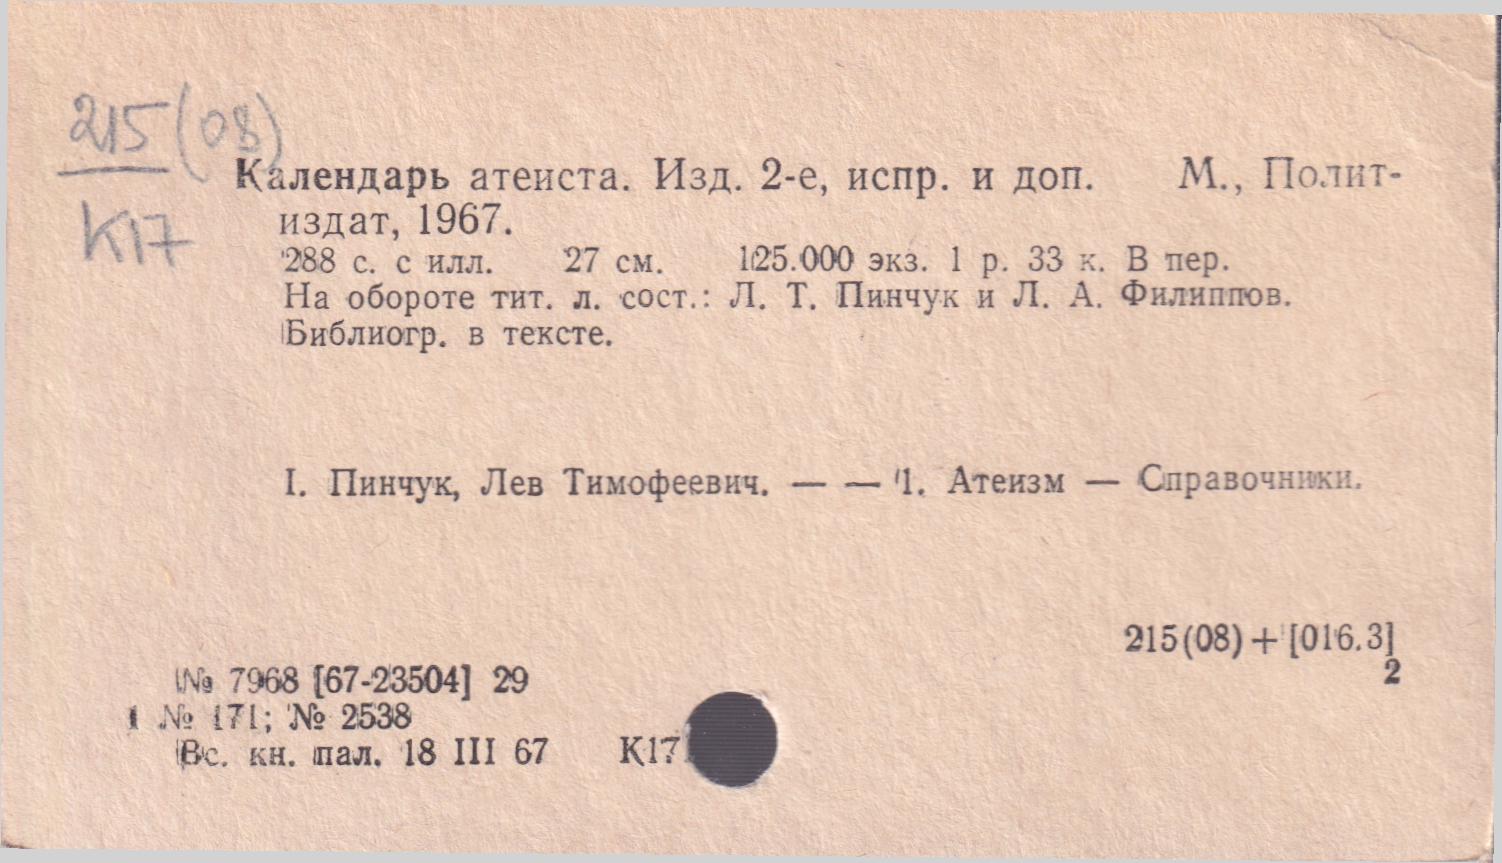 215(08)
Календарь атеиста. Изд. 2-е, испр. и доп. М., Полит-
К17
издат, 1967.
288 с. с илл. 27 см. 125.000 экз. 1 р. 33 к. В пер.
На обороте тит. л. сост.: Л. Т. Пинчук и Л. А. Филиппов.
Библиогр. в тексте.
I. Пинчук, Лев Тимофеевич. — — 1. Атеизм — Справочники.
215(08) + [016.3]
2
№ 7968 [67-23504] 29
1 № 171; № 2538
Вс. кн. пал. 18 III 67 К17